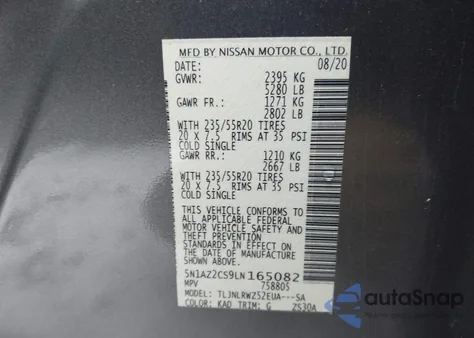 MFD BY NISSAN MOTOR CO., LTD.
DATE: 08/20
GVWR: 2395 KG
5280 LB
GAWR FR.: 1271 KG
2802 LB
WITH 235/55R20 TIRES
20 X 7.5 RIMS AT 35 PSI
COLD SINGLE
GAWR RR.: 1210 KG
2667 LB
WITH 235/55R20 TIRES
20 X 7.5 RIMS AT 35 PSI
COLD SINGLE
THIS VEHICLE CONFORMS TO ALL
APPLICABLE FEDERAL
MOTOR VEHICLE SAFETY AND
THEFT PREVENTION
STANDARDS IN EFFECT ON THE
DATE OF MANUFACTURE SHOWN
ABOVE.
5N1AZ2CS9LN165082
MPV 758805
MODEL: TLJNLRWZ52EUA---SA
COLOR: KAD TRIM: G ZS30A
autoSnap